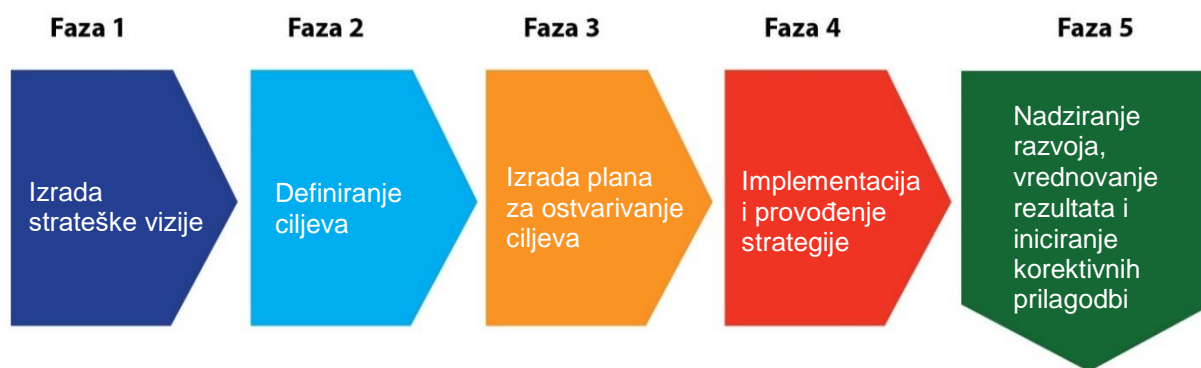 Faza 1
Faza 2
Faza 3
Faza 4
Faza 5
Izrada
strateške vizije
Definiranje
ciljeva
Izrada plana
za ostvarivanje
ciljeva
Implementacija
i provođenje
strategije
Nadziranje
razvoja,
vrednovanje
rezultata i
iniciranje
korektivnih
prilagodbi